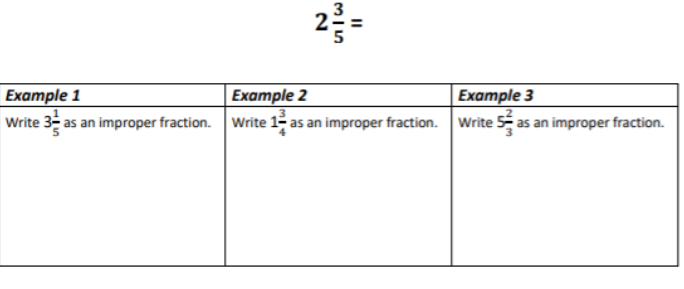 2 3/5 =
Example 1
Write 3 1/5 as an improper fraction.
Example 2
Write 1 3/4 as an improper fraction.
Example 3
Write 5 2/3 as an improper fraction.